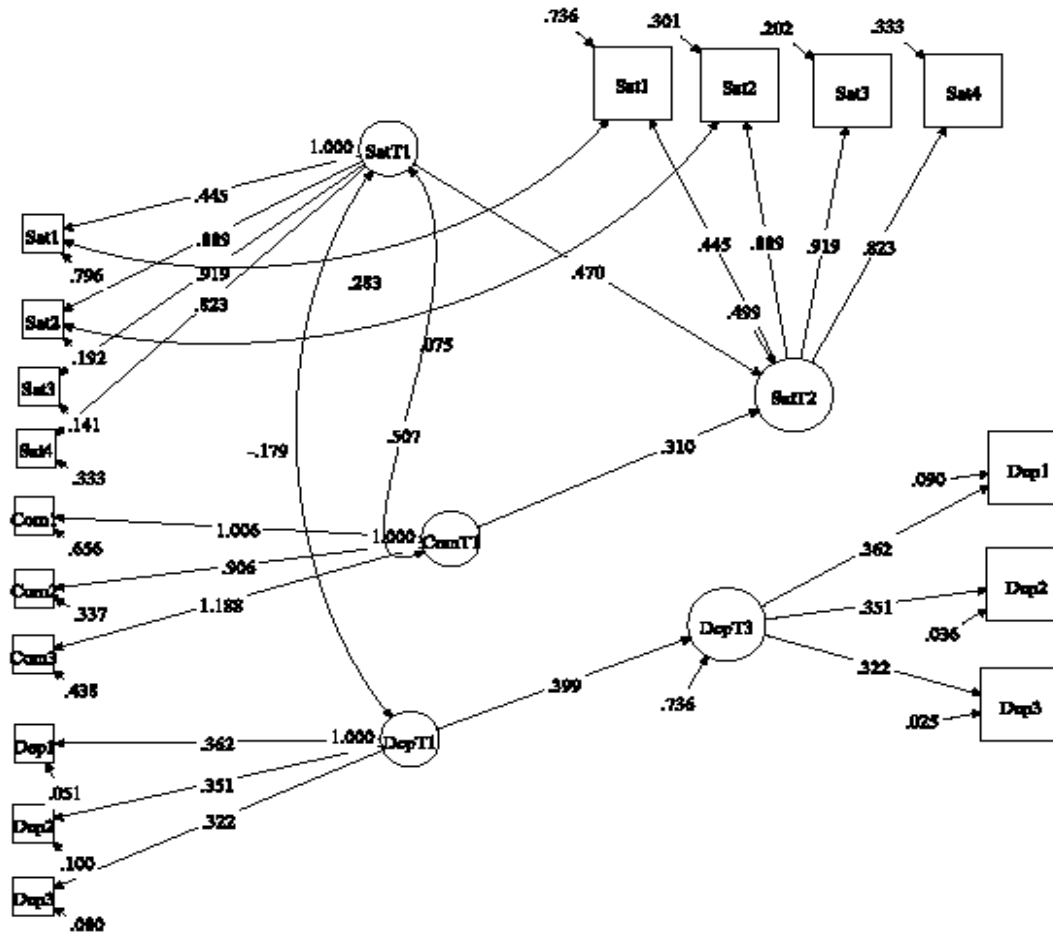 .736
.301
.202
.333
Sat1
Sat2
Sat3
Sat4
1.000
SatT1
.445
.889
.919
.823
Sat1
.796
Sat2
.192
Sat3
.141
Sat4
.333
.283
.075
.507
-.179
.470
.445
.889
.919
.823
.499
SatT2
.310
Com1
.656
Com2
.337
Com3
.438
1.006
.906
1.188
1.000
ComT1
.090
Dep1
.362
.351
Dep2
.036
.322
Dep3
.025
DepT3
.736
.399
1.000
DepT1
Dep1
.051
.362
Dep2
.100
.351
Dep3
.080
.322